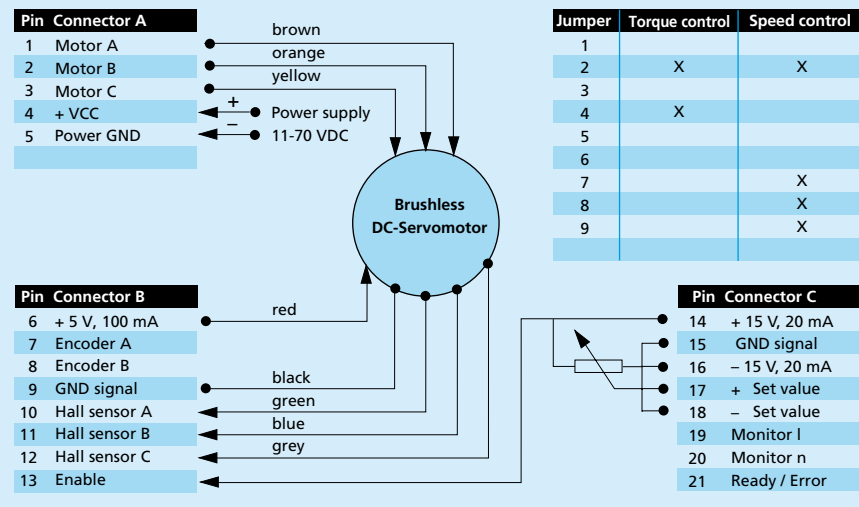 Pin Connector A
1 Motor A
2 Motor B
3 Motor C
4 + VCC
5 Power GND
brown
orange
yellow
+ Power supply
– 11-70 VDC
Jumper Torque control Speed control
1
2 X X
3
4 X
5
6
7 X
8 X
9 X
Brushless
DC-Servomotor
Pin Connector B
6 + 5 V, 100 mA
7 Encoder A
8 Encoder B
9 GND signal
10 Hall sensor A
11 Hall sensor B
12 Hall sensor C
13 Enable
red
black
green
blue
grey
Pin Connector C
14 + 15 V, 20 mA
15 GND signal
16 – 15 V, 20 mA
17 + Set value
18 – Set value
19 Monitor I
20 Monitor n
21 Ready / Error